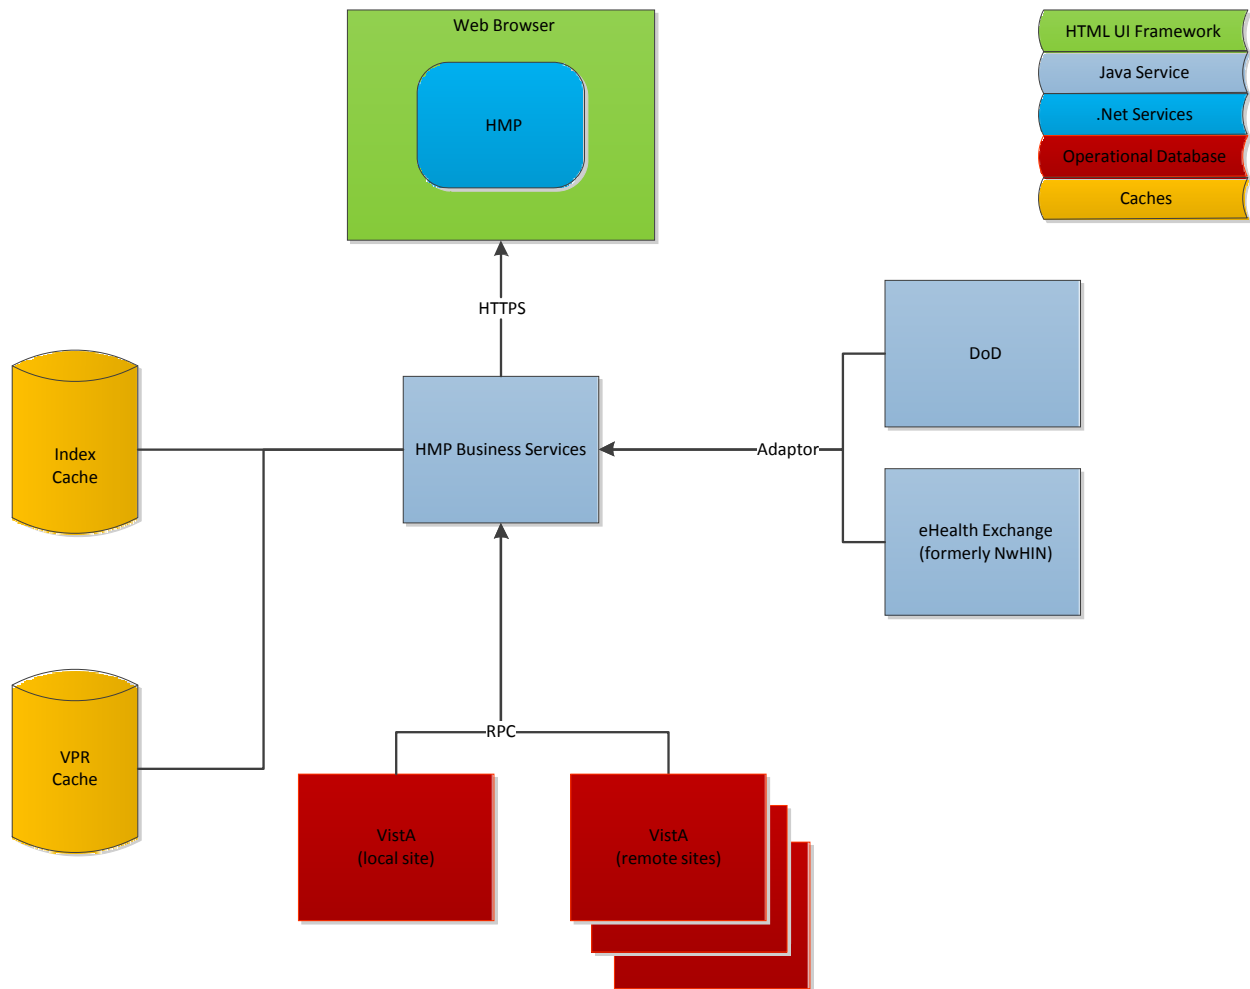 Web Browser
HMP
HTML UI Framework
Java Service
.Net Services
Operational Database
Caches
HTTPS
DoD
Index
Cache
HMP Business Services
Adaptor
eHealth Exchange
(formerly NwHIN)
VPR
Cache
RPC
VistA
(local site)
VistA
(remote sites)